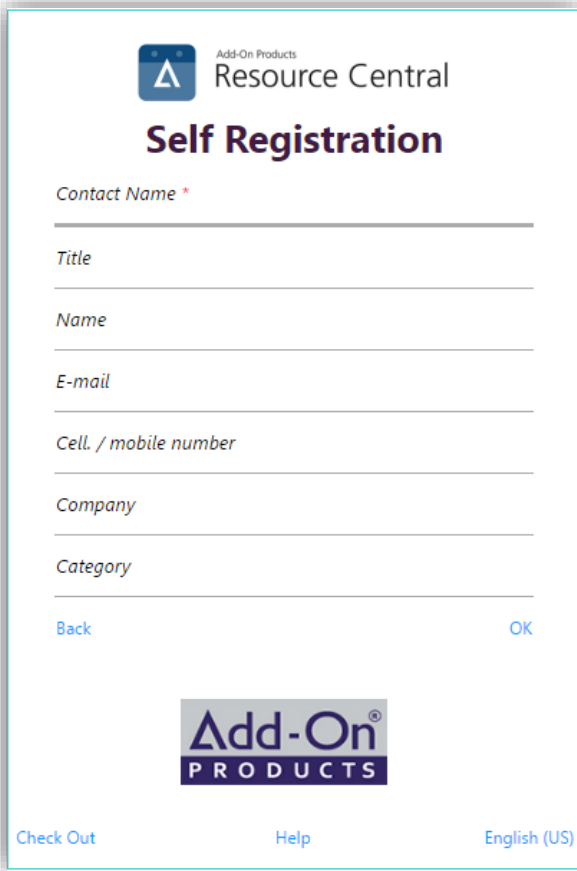 Add-On Products
Resource Central
Self Registration
Contact Name *
Title
Name
E-mail
Cell. / mobile number
Company
Category
Back OK
Add-On®
PRODUCTS
Check Out Help English (US)